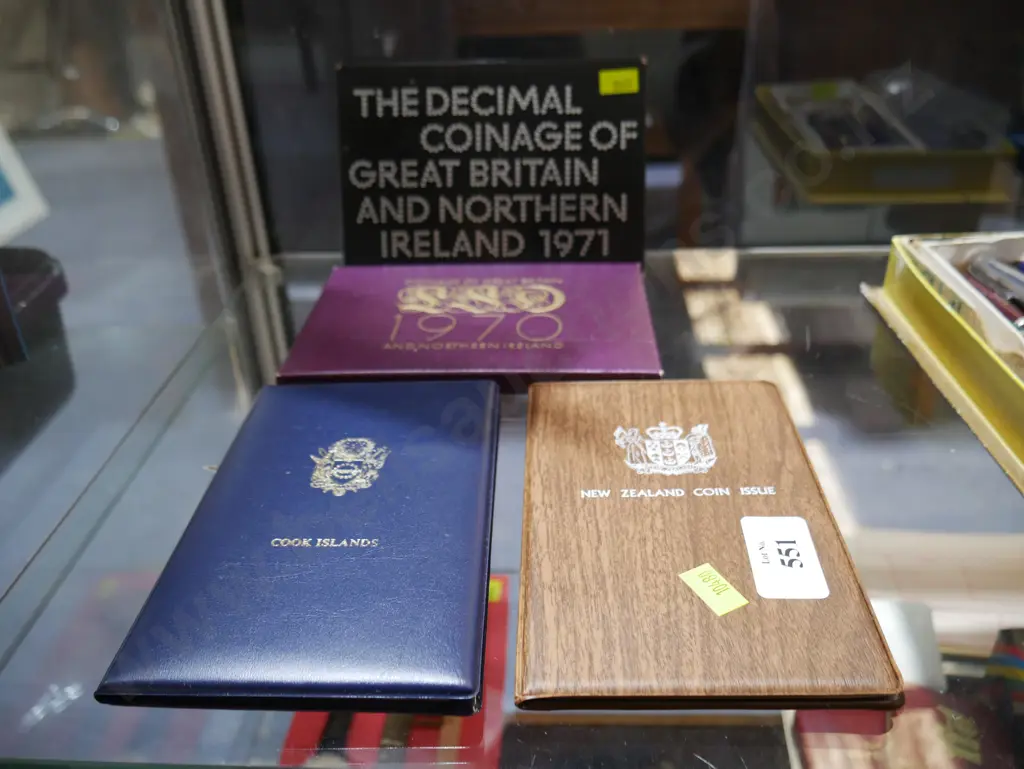 THE DECIMAL
COINAGE OF
GREAT BRITAIN
AND NORTHERN
IRELAND 1971
1970
AND NORTHERN IRELAND
COOK ISLANDS
NEW ZEALAND COIN ISSUE
Lot No.
551
10480